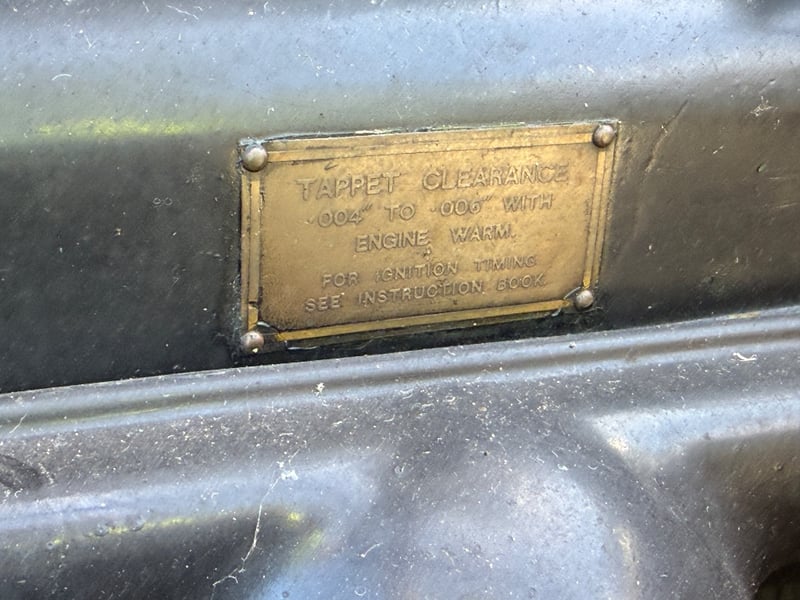 TAPPET CLEARANCE
·004" TO ·006" WITH
ENGINE WARM.
FOR IGNITION TIMING
SEE INSTRUCTION BOOK.